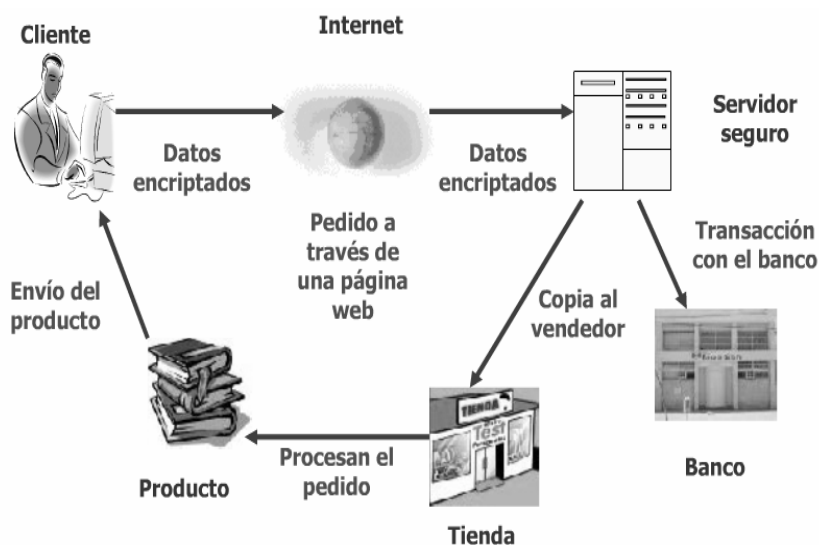 Cliente
Internet
Servidor
seguro
Datos
encriptados
Datos
encriptados
Pedido a
través de
una página
web
Transacción
con el banco
Envío del
producto
Copia al
vendedor
TIENDA
Test
Procesan el
pedido
Producto
Banco
Tienda